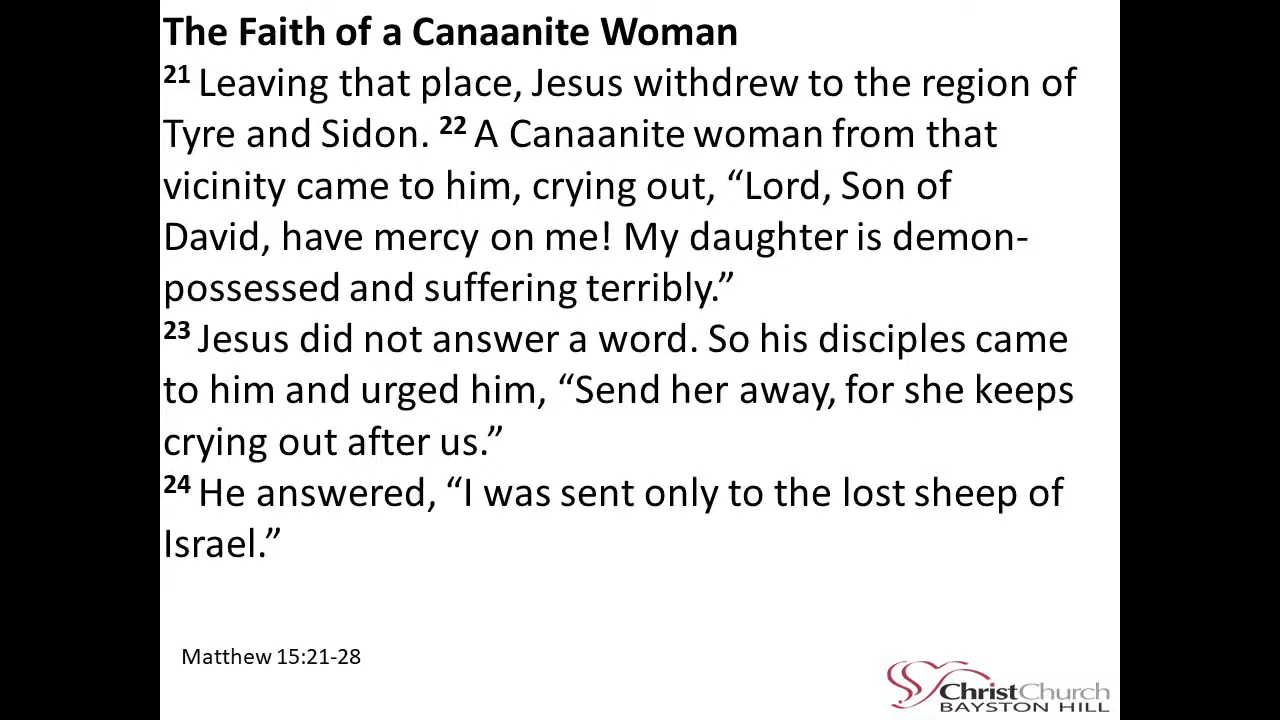 The Faith of a Canaanite Woman
21 Leaving that place, Jesus withdrew to the region of
Tyre and Sidon. 22 A Canaanite woman from that
vicinity came to him, crying out, “Lord, Son of
David, have mercy on me! My daughter is demon-
possessed and suffering terribly.”
23 Jesus did not answer a word. So his disciples came
to him and urged him, “Send her away, for she keeps
crying out after us.”
24 He answered, “I was sent only to the lost sheep of
Israel.”
Matthew 15:21-28
ChristChurch
BAYSTON HILL